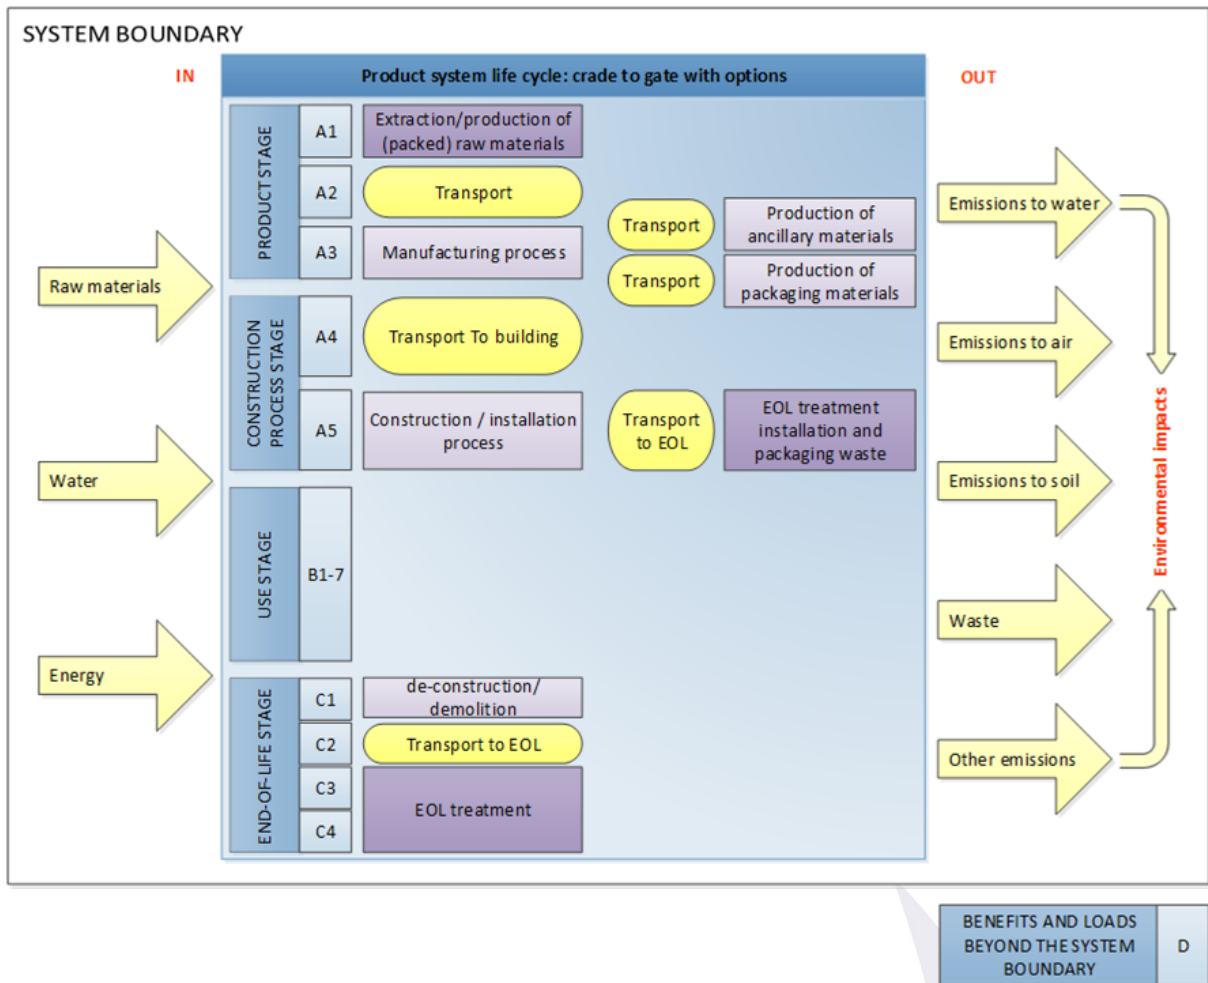 SYSTEM BOUNDARY
IN
Product system life cycle: crade to gate with options
OUT
PRODUCT STAGE
A1
Extraction/production of
(packed) raw materials
A2
Transport
A3
Manufacturing process
Transport
Production of
ancillary materials
Transport
Production of
packaging materials
CONSTRUCTION
PROCESS STAGE
A4
Transport To building
A5
Construction / installation
process
Transport
to EOL
EOL treatment
installation and
packaging waste
USE STAGE
B1-7
END-OF-LIFE STAGE
C1
de-construction/
demolition
C2
Transport to EOL
C3
C4
EOL treatment
Raw materials
Water
Energy
Emissions to water
Emissions to air
Emissions to soil
Waste
Other emissions
Environmental impacts
BENEFITS AND LOADS
BEYOND THE SYSTEM
BOUNDARY
D